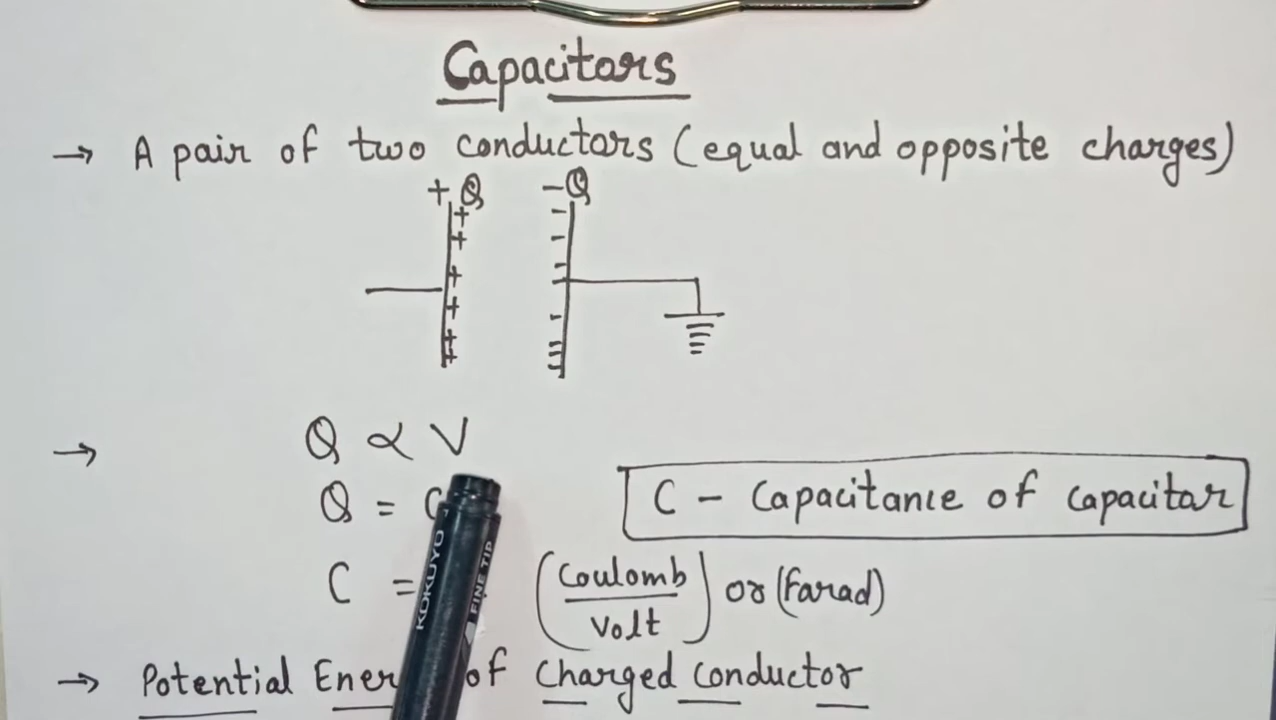 Capacitors
→ A pair of two conductors (equal and opposite charges)
+Q -Q
→ Q ∝ V
Q = C
C - Capacitance of capacitor
C = (Coulomb / Volt) or (Farad)
→ Potential Ener of charged conductor
KOKUYO
FINE TIP